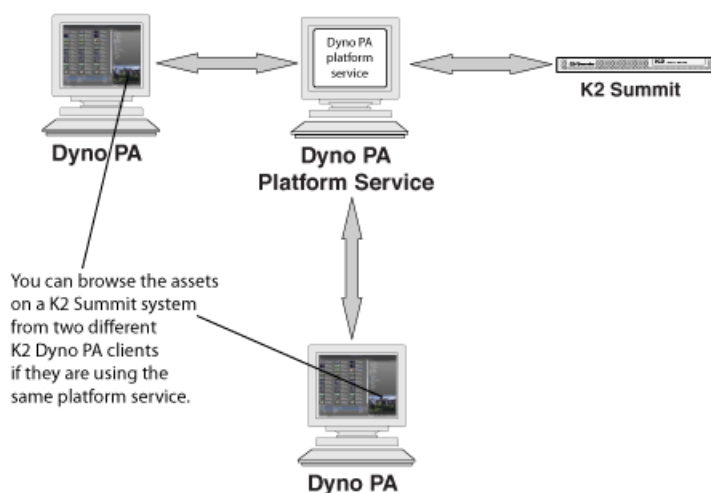 Dyno PA
platform
service
K2
K2 Summit
Dyno PA
Dyno PA
Platform Service
You can browse the assets
on a K2 Summit system
from two different
K2 Dyno PA clients
if they are using the
same platform service.
Dyno PA